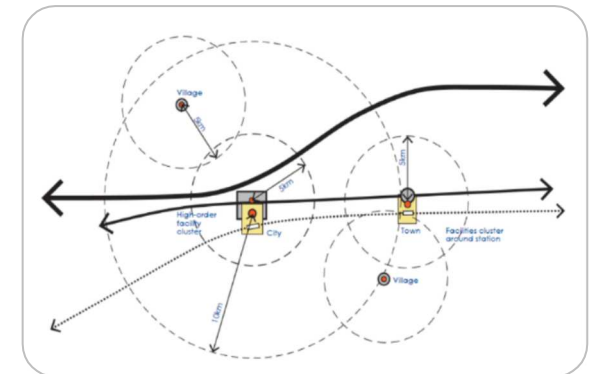 Village
5km
5km
5km
High-order
facility
cluster
City
Town
Facilities cluster
around station
Village
10km